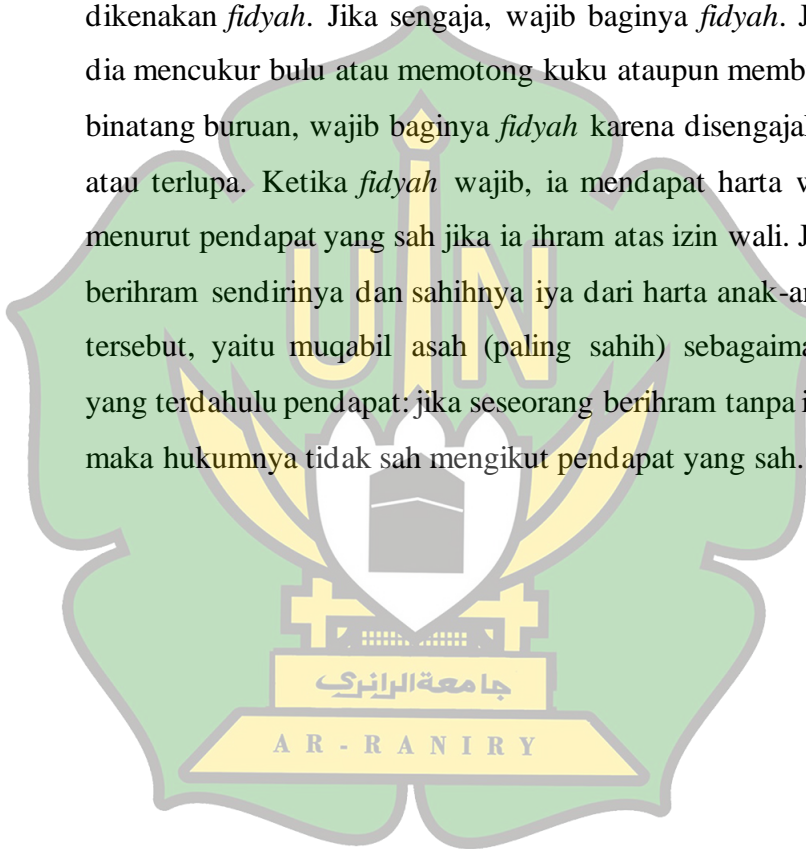 dikenakan fidyah. Jika sengaja, wajib baginya fidyah. J
dia mencukur bulu atau memotong kuku ataupun memb
binatang buruan, wajib baginya fidyah karena disengajal
atau terlupa. Ketika fidyah wajib, ia mendapat harta w
menurut pendapat yang sah jika ia ihram atas izin wali. J
berihram sendirinya dan sahihnya iya dari harta anak-an
tersebut, yaitu muqabil asah (paling sahih) sebagaima
yang terdahulu pendapat: jika seseorang berihram tanpa i
maka hukumnya tidak sah mengikut pendapat yang sah.
UIN
جامعة الرانري
AR-RANIRY